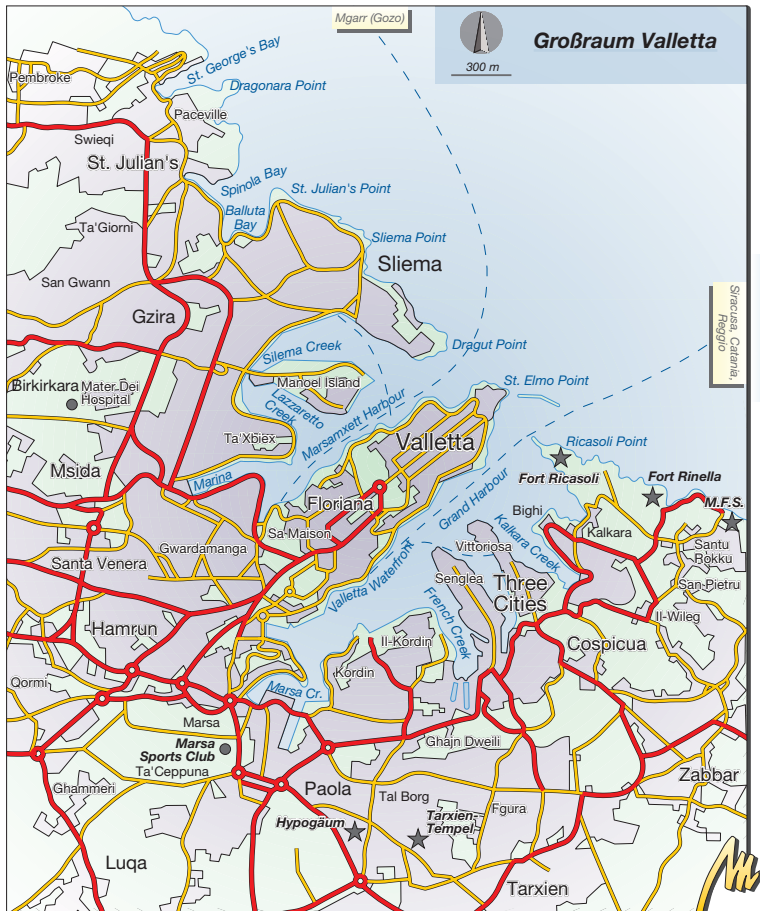 Mgarr (Gozo)
Großraum Valletta
300 m
St. George's Bay
Pembroke
Dragonara Point
Paceville
Swieqi
St. Julian's
Spinola Bay
St. Julian's Point
Balluta
Bay
Ta'Giorni
Sliema Point
Sliema
San Gwann
Gzira
Siracusa, Catania,
Reggio
Dragut Point
Silema Creek
Manoel Island
St. Elmo Point
Birkirkara
Mater Dei
Hospital
Lazzaretto
Creek
Marsamxett Harbour
Ta'Xbiex
Valletta
Ricasoli Point
Msida
Marina
Fort Ricasoli
Fort Rinella
M.F.S.
Floriana
Grand Harbour
Bighi
Kalkara
Sa-Maison
Kalkara Creek
Gwardamanga
Vittoriosa
Santu
Rokku
Santa Venera
Valletta Waterfront
Senglea
Three
Cities
San Pietru
French Creek
Il-Wileg
Hamrun
Il-Kordin
Cospicua
Kordin
Qormi
Marsa Cr.
Marsa
Marsa
Sports Club
Ghajn Dweili
Ta'Ceppuna
Zabbar
Ghammeri
Paola
Tal Borg
Fgura
Hypogäum
Tarxien-
Tempel
Luqa
Tarxien